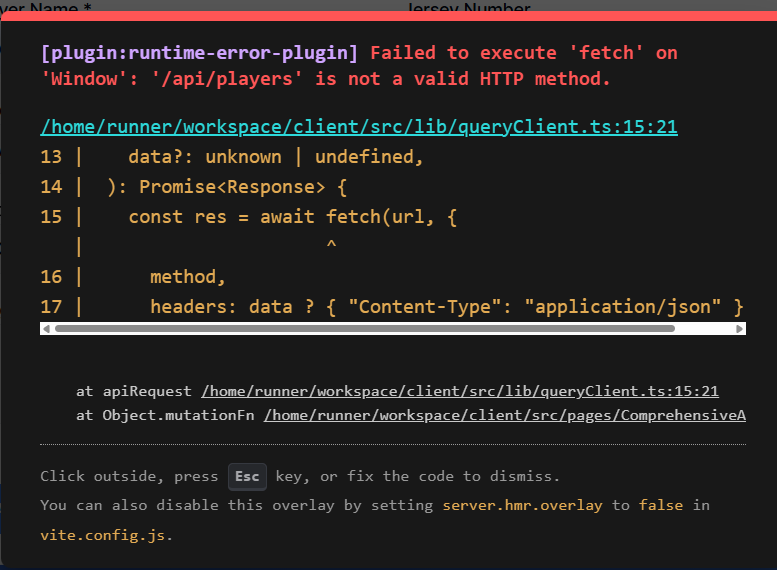 yer Name *
Jersey Number
[plugin:runtime-error-plugin] Failed to execute 'fetch' on
'Window': '/api/players' is not a valid HTTP method.
/home/runner/workspace/client/src/lib/queryClient.ts:15:21
13 |    data?: unknown | undefined,
14 |  ): Promise<Response> {
15 |    const res = await fetch(url, {
|                       ^
16 |      method,
17 |      headers: data ? { "Content-Type": "application/json" }
at apiRequest /home/runner/workspace/client/src/lib/queryClient.ts:15:21
at Object.mutationFn /home/runner/workspace/client/src/pages/ComprehensiveA
Click outside, press Esc key, or fix the code to dismiss.
You can also disable this overlay by setting server.hmr.overlay to false in
vite.config.js.